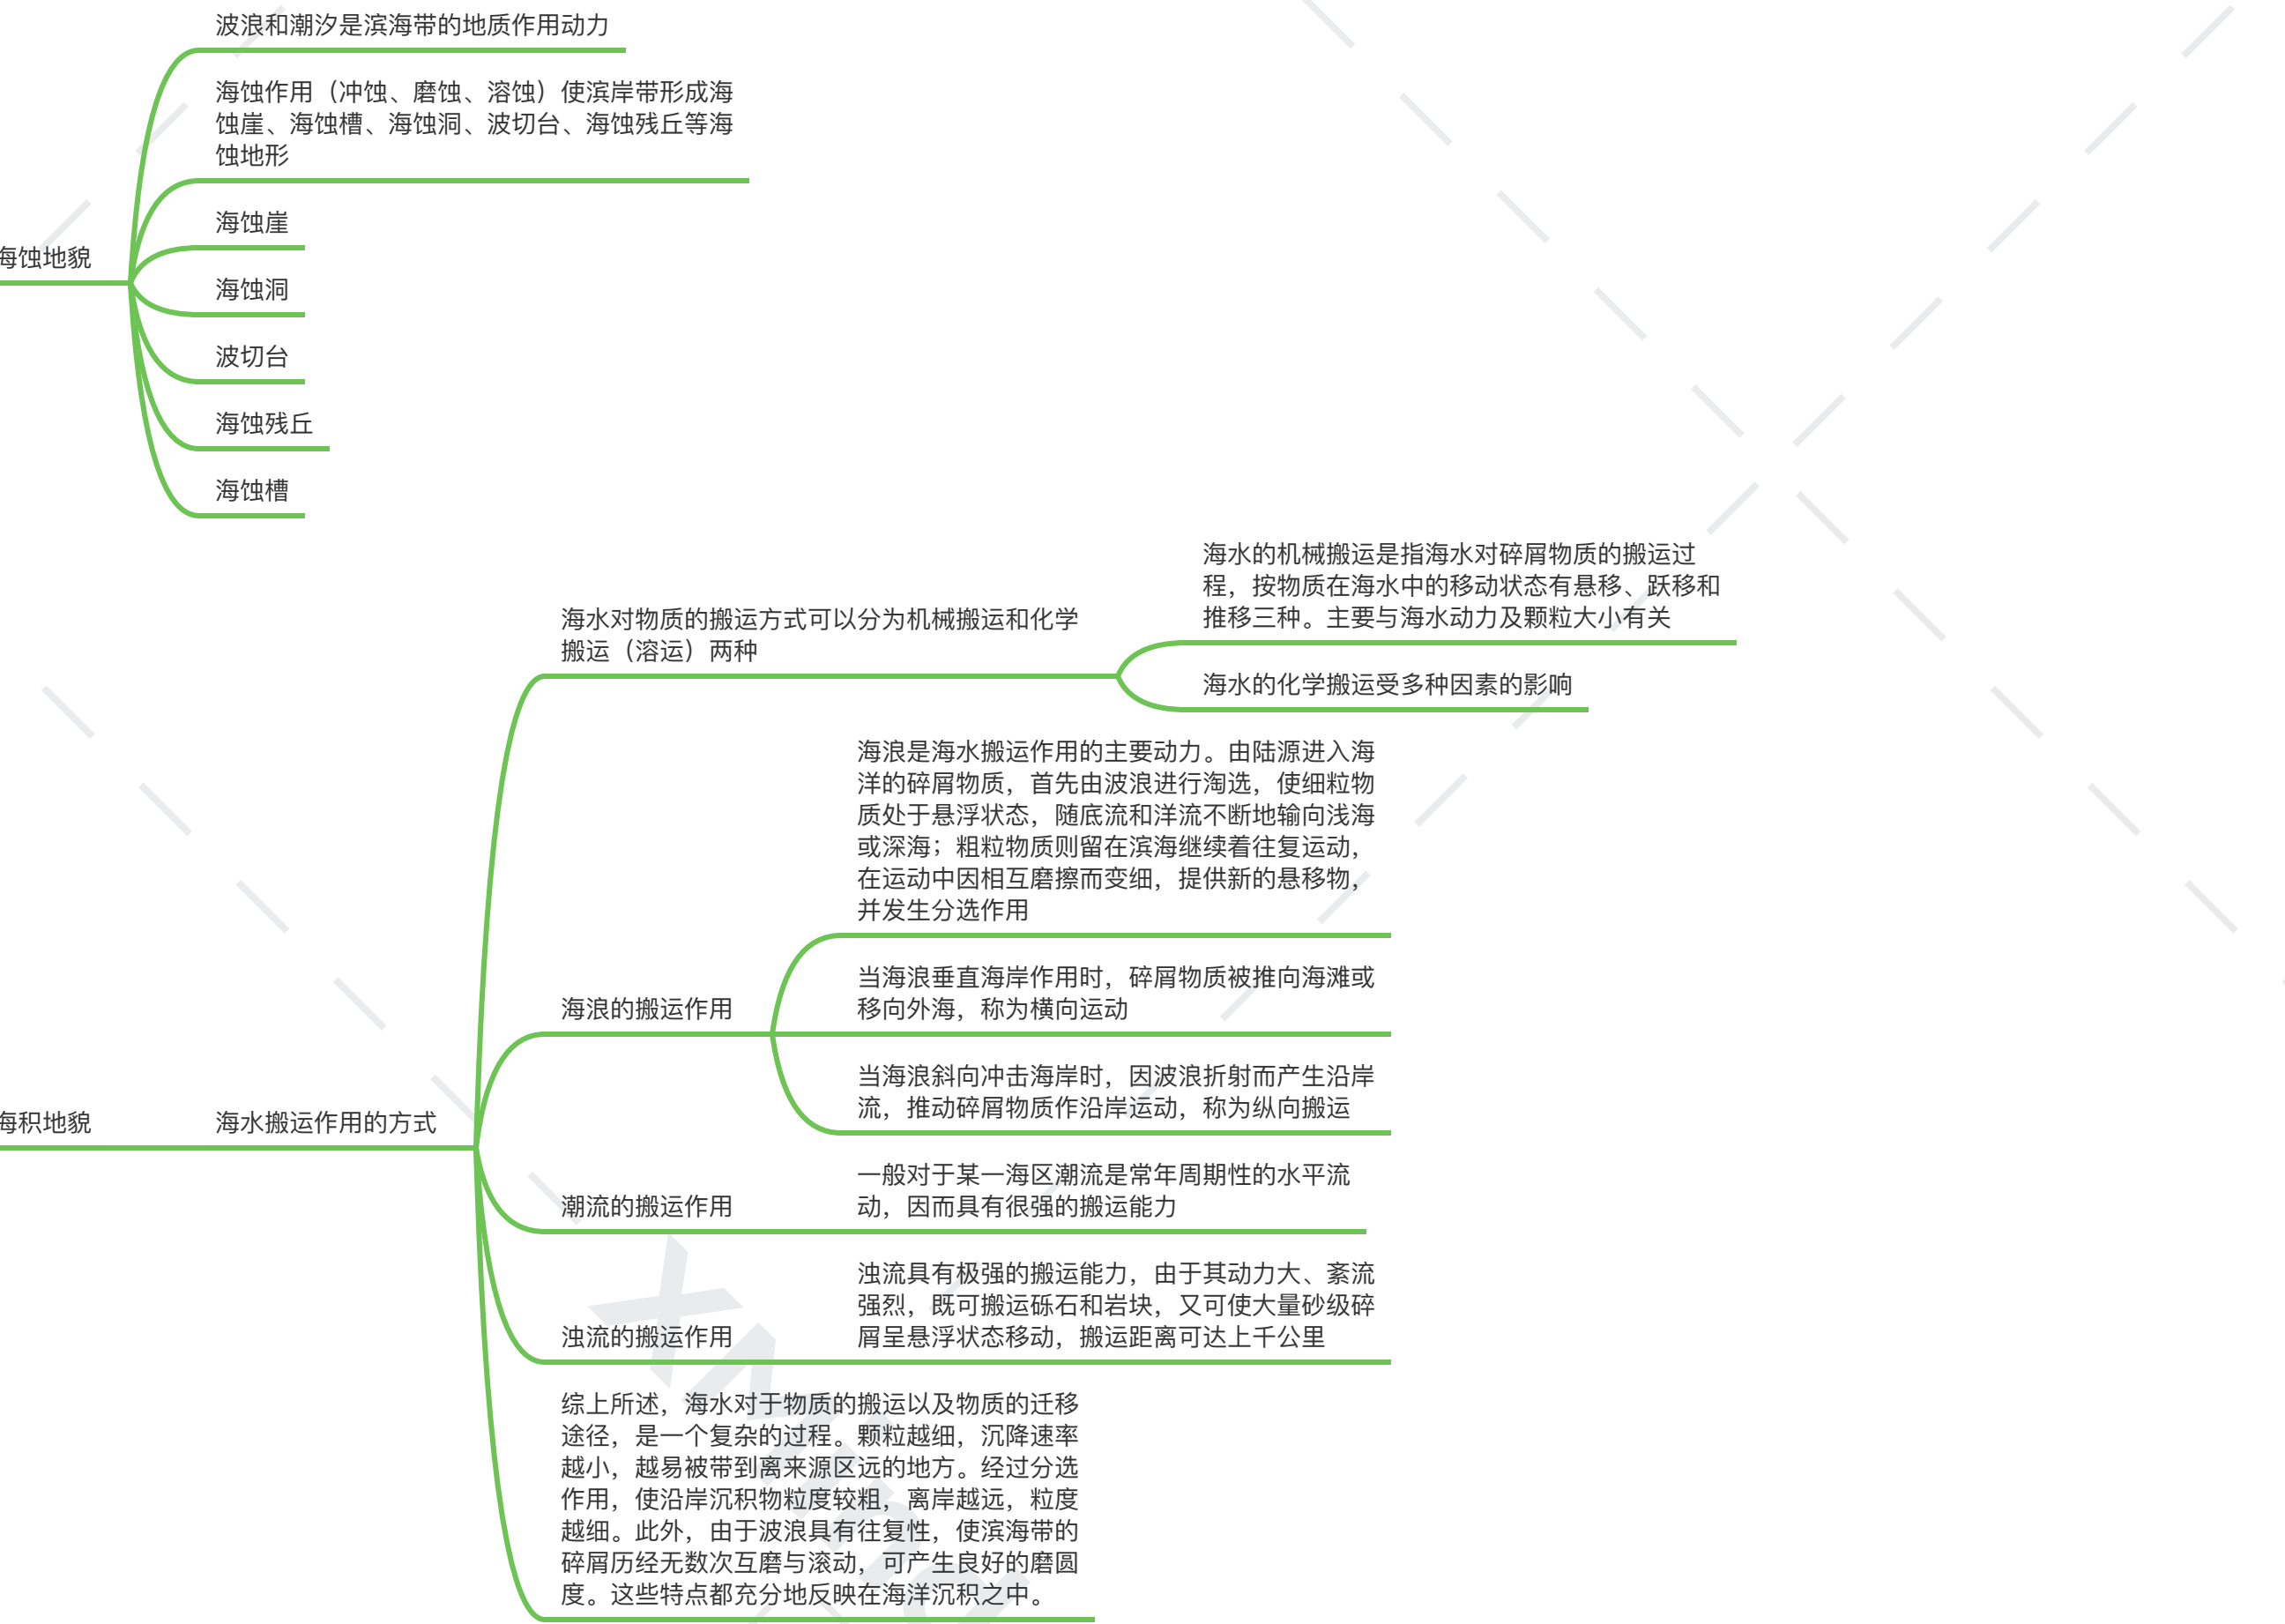 波浪和潮汐是滨海带的地质作用动力
海蚀作用（冲蚀、磨蚀、溶蚀）使滨岸带形成海
蚀崖、海蚀槽、海蚀洞、波切台、海蚀残丘等海
蚀地形
海蚀崖
海蚀地貌
海蚀洞
波切台
海蚀残丘
海蚀槽
海水的机械搬运是指海水对碎屑物质的搬运过
程，按物质在海水中的移动状态有悬移、跃移和
推移三种。主要与海水动力及颗粒大小有关
海水对物质的搬运方式可以分为机械搬运和化学
搬运（溶运）两种
海水的化学搬运受多种因素的影响
海浪是海水搬运作用的主要动力。由陆源进入海
洋的碎屑物质，首先由波浪进行淘选，使细粒物
质处于悬浮状态，随底流和洋流不断地输向浅海
或深海；粗粒物质则留在滨海继续着往复运动，
在运动中因相互磨擦而变细，提供新的悬移物，
并发生分选作用
海浪的搬运作用
当海浪垂直海岸作用时，碎屑物质被推向海滩或
移向外海，称为横向运动
当海浪斜向冲击海岸时，因波浪折射而产生沿岸
流，推动碎屑物质作沿岸运动，称为纵向搬运
海积地貌
海水搬运作用的方式
潮流的搬运作用
一般对于某一海区潮流是常年周期性的水平流
动，因而具有很强的搬运能力
浊流的搬运作用
浊流具有极强的搬运能力，由于其动力大、紊流
强烈，既可搬运砾石和岩块，又可使大量砂级碎
屑呈悬浮状态移动，搬运距离可达上千公里
综上所述，海水对于物质的搬运以及物质的迁移
途径，是一个复杂的过程。颗粒越细，沉降速率
越小，越易被带到离来源区远的地方。经过分选
作用，使沿岸沉积物粒度较粗，离岸越远，粒度
越细。此外，由于波浪具有往复性，使滨海带的
碎屑历经无数次互磨与滚动，可产生良好的磨圆
度。这些特点都充分地反映在海洋沉积之中。
XMind